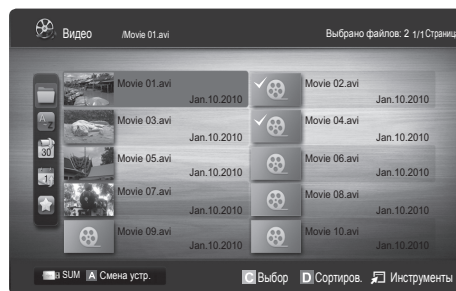 Видео /Movie 01.avi Выбрано файлов: 2 1/1Страница
Movie 01.avi Movie 02.avi
Jan.10.2010 Jan.10.2010
Movie 03.avi Movie 04.avi
Jan.10.2010 Jan.10.2010
30
Movie 05.avi Movie 06.avi
Jan.10.2010 Jan.10.2010
1
Movie 07.avi Movie 08.avi
Jan.10.2010 Jan.10.2010
Movie 09.avi Movie 10.avi
Jan.10.2010 Jan.10.2010
SUM A Смена устр. C Выбор D Сортиров. Инструменты